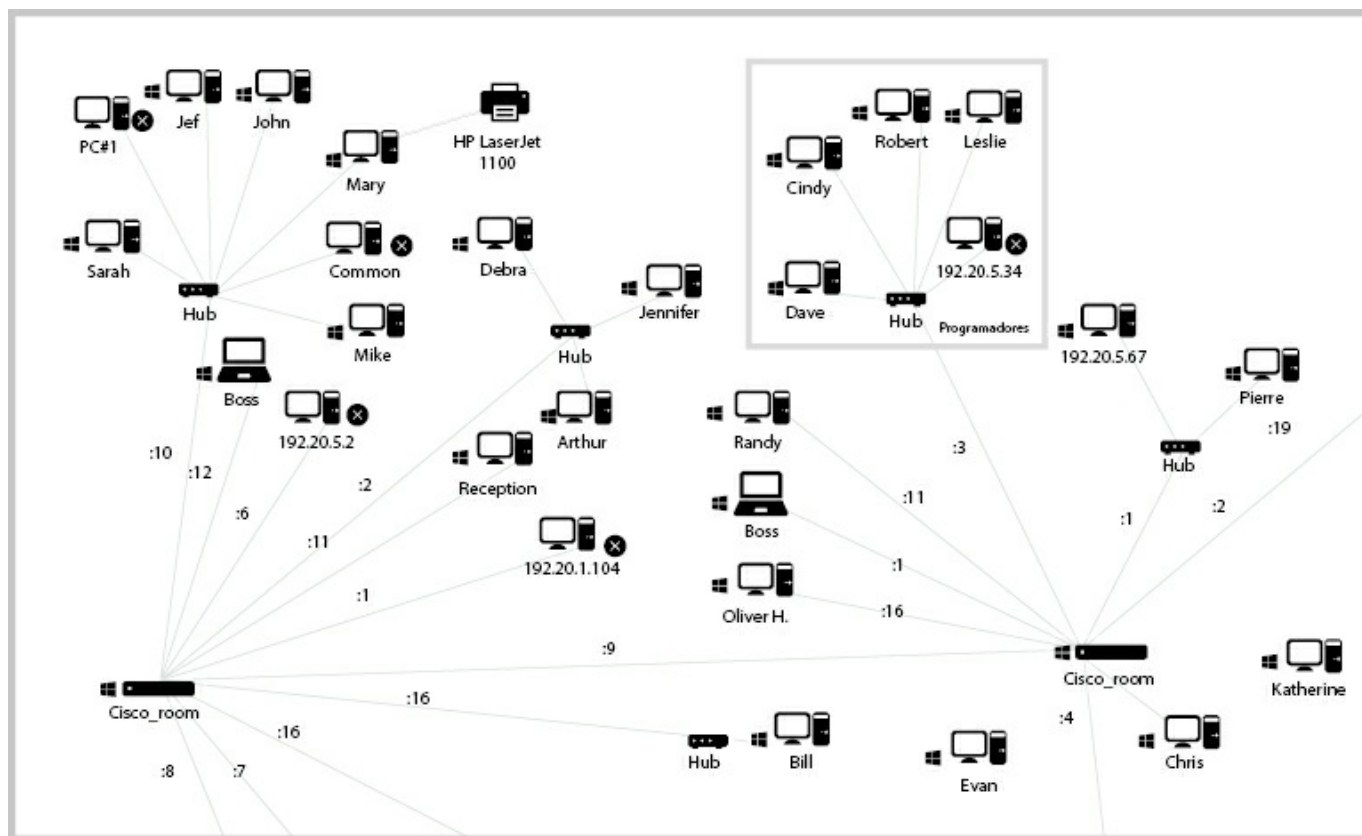 PC#1
Jef
John
Mary
HP LaserJet
1100
Sarah
Common
Hub
Mike
Boss
192.20.5.2
Debra
Jennifer
Hub
Arthur
Reception
192.20.1.104
:10
:12
:6
:2
:11
:1
:9
Cisco_room
:16
:16
:8
:7
Hub
Bill
Robert
Leslie
Cindy
192.20.5.34
Dave
Hub
Programadores
192.20.5.67
Pierre
:19
Hub
Randy
:3
:11
:1
:2
Boss
:1
Oliver H.
:16
Cisco_room
Katherine
:4
Chris
Evan